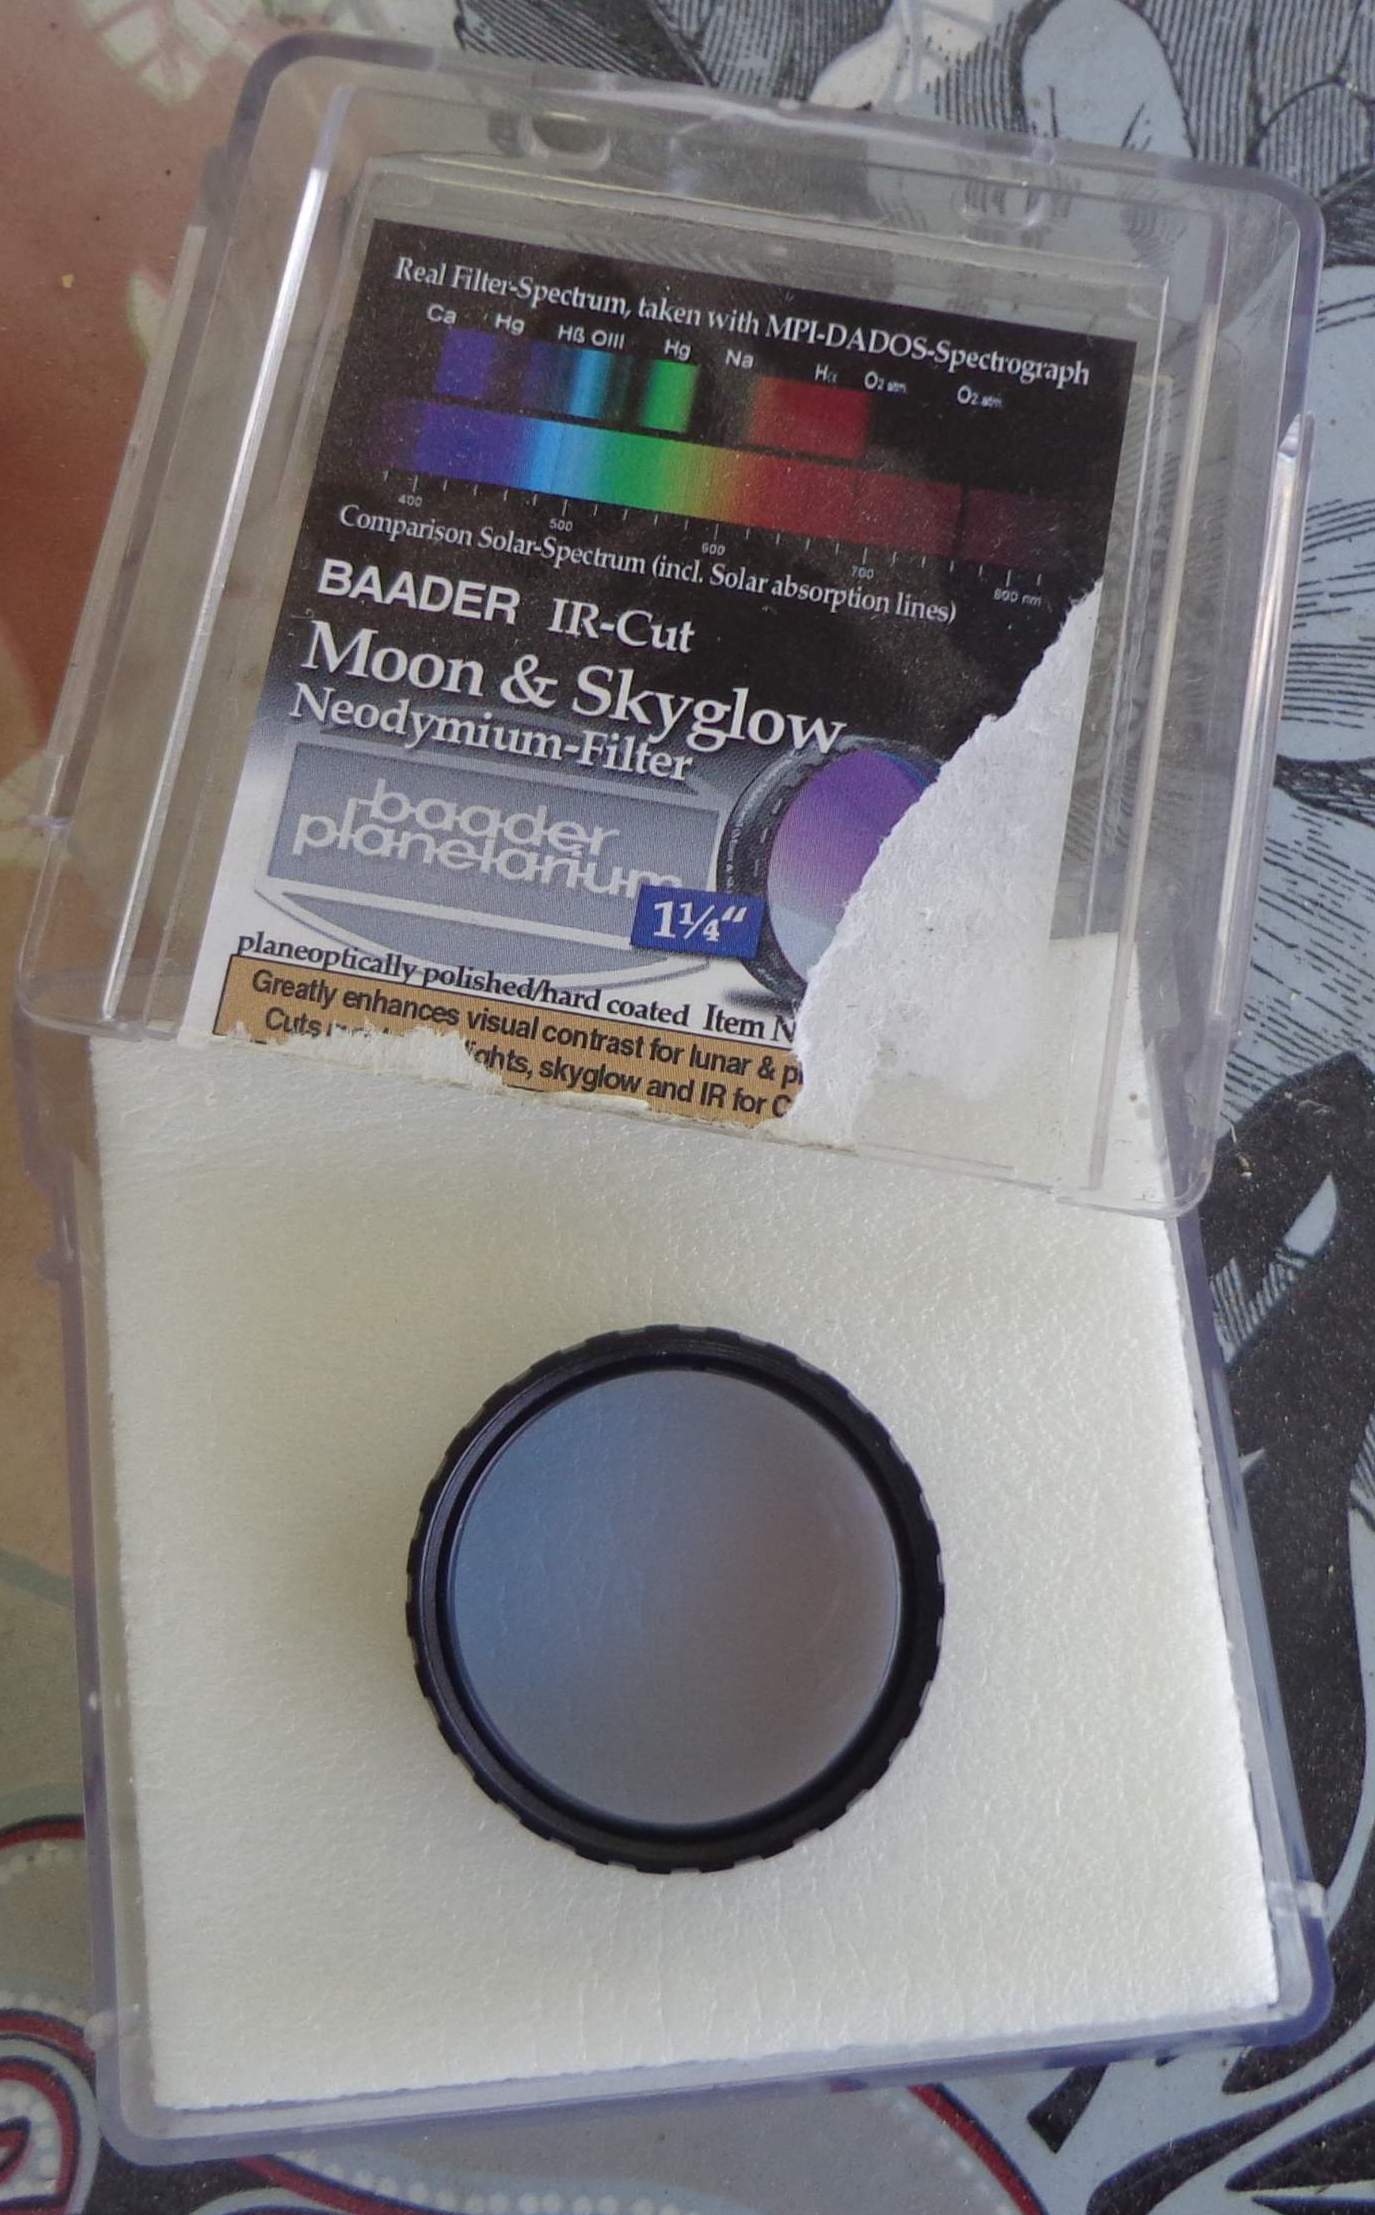 Real Filter-Spectrum, taken with MPI-DADOS-Spectrograph
Ca Hg Hß OIII Hg Na Hα O2 atm. O2 atm.
400 500 600 700 800 nm
Comparison Solar-Spectrum (incl. Solar absorption lines)
BAADER IR-Cut
Moon & Skyglow
Neodymium-Filter
baader
planetarium
1¼“
planeoptically polished/hard coated Item N
Greatly enhances visual contrast for lunar & p
Cuts ights, skyglow and IR for C